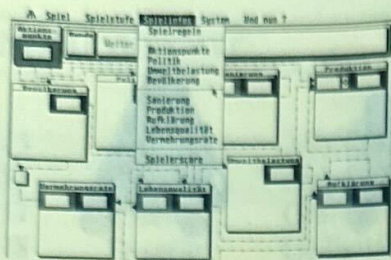 Spiel Spielstufe Spielinfos System Und nun ?
Aktions-
punkte
Runde
Weiter
Spielregeln
Aktionspunkte
Politik
Umweltbelastung
Bevölkerung
Sanierung
Produktion
Aufklärung
Lebensqualität
Vermehrungsrate
Spielerscore
Bevölkerung
Sanierung
Produktion
Umweltbelastung
Vermehrungsrate
Lebensqualität
Aufklärung